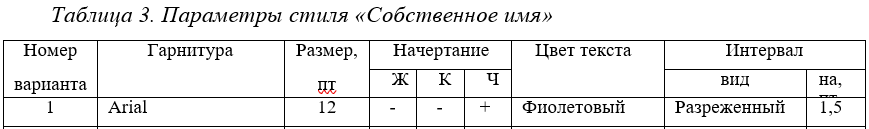 Таблица 3. Параметры стиля «Собственное имя»
Номер варианта Гарнитура Размер, пт Начертание Цвет текста Интервал
Ж К Ч вид на,
1 Arial 12 - - + Фиолетовый Разреженный 1,5